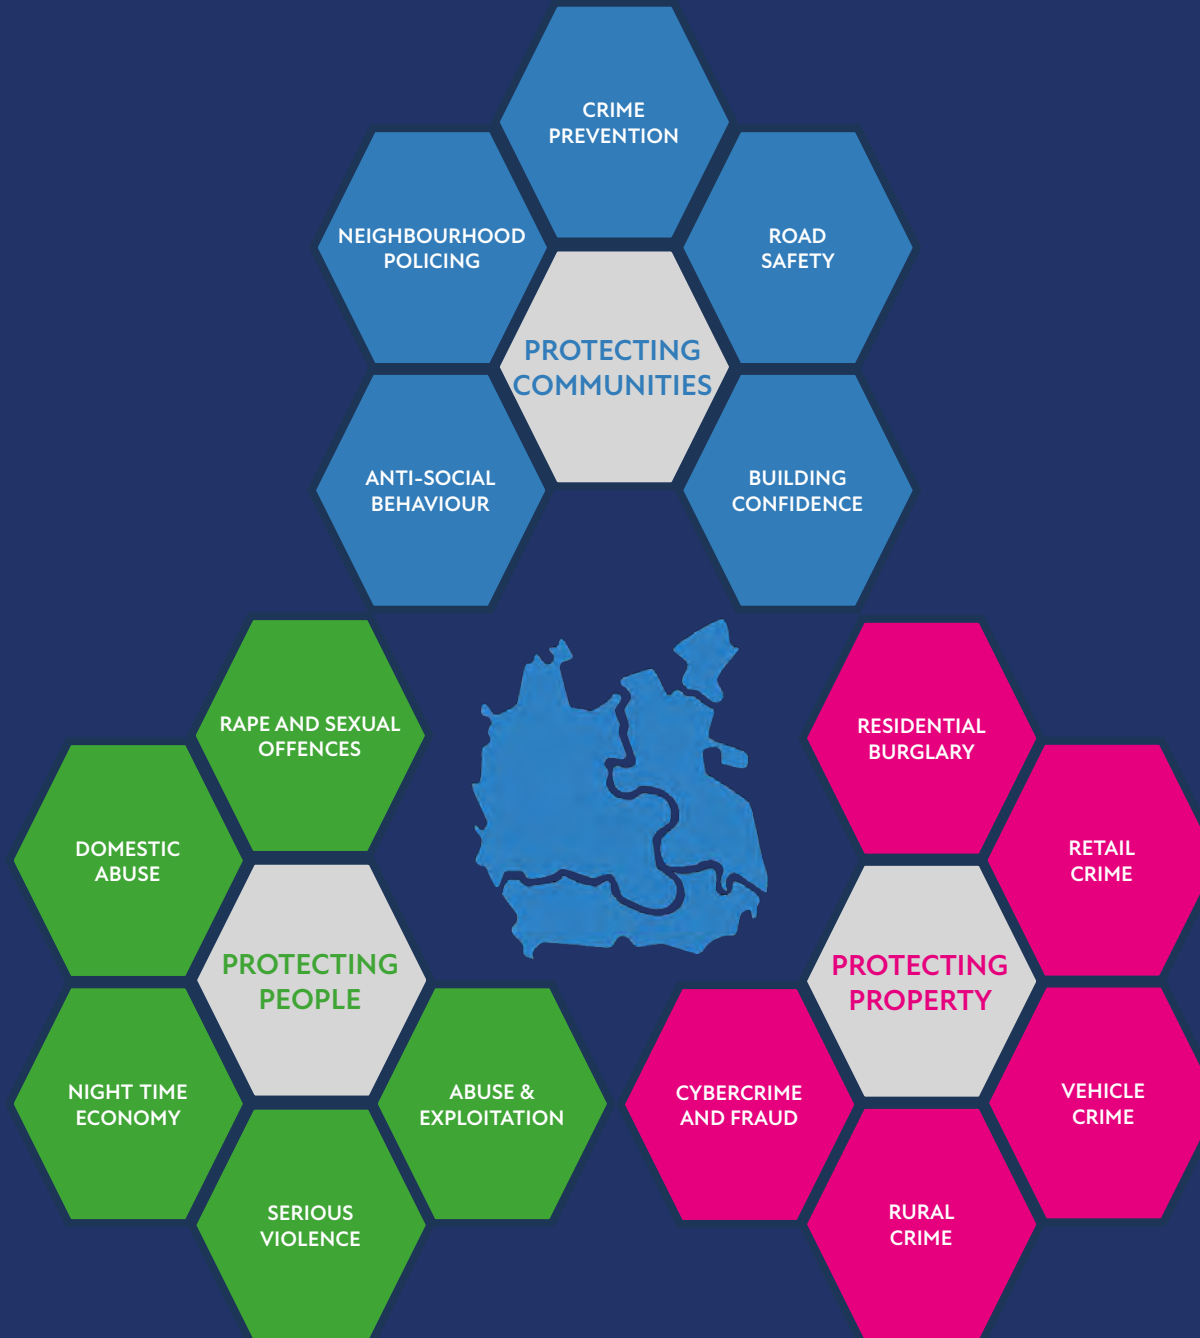 CRIME
PREVENTION
NEIGHBOURHOOD
POLICING
ROAD
SAFETY
PROTECTING
COMMUNITIES
ANTI-SOCIAL
BEHAVIOUR
BUILDING
CONFIDENCE
RAPE AND SEXUAL
OFFENCES
DOMESTIC
ABUSE
PROTECTING
PEOPLE
NIGHT TIME
ECONOMY
ABUSE &
EXPLOITATION
SERIOUS
VIOLENCE
RESIDENTIAL
BURGLARY
RETAIL
CRIME
PROTECTING
PROPERTY
CYBERCRIME
AND FRAUD
VEHICLE
CRIME
RURAL
CRIME